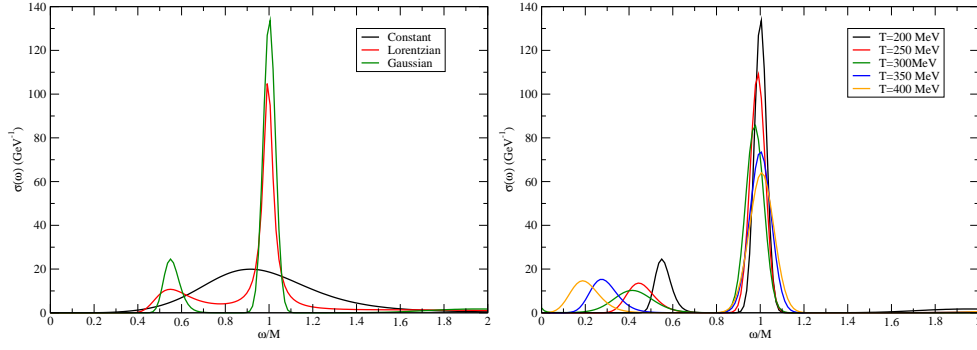 140
120
100
80
60
40
20
0
σ(ω) (GeV⁻¹)
0 0.2 0.4 0.6 0.8 1 1.2 1.4 1.6 1.8 2
ω/M
Constant
Lorentzian
Gaussian
140
120
100
80
60
40
20
0
σ(ω) (GeV⁻¹)
0 0.2 0.4 0.6 0.8 1 1.2 1.4 1.6 1.8 2
ω/M
T=200 MeV
T=250 MeV
T=300MeV
T=350 MeV
T=400 MeV